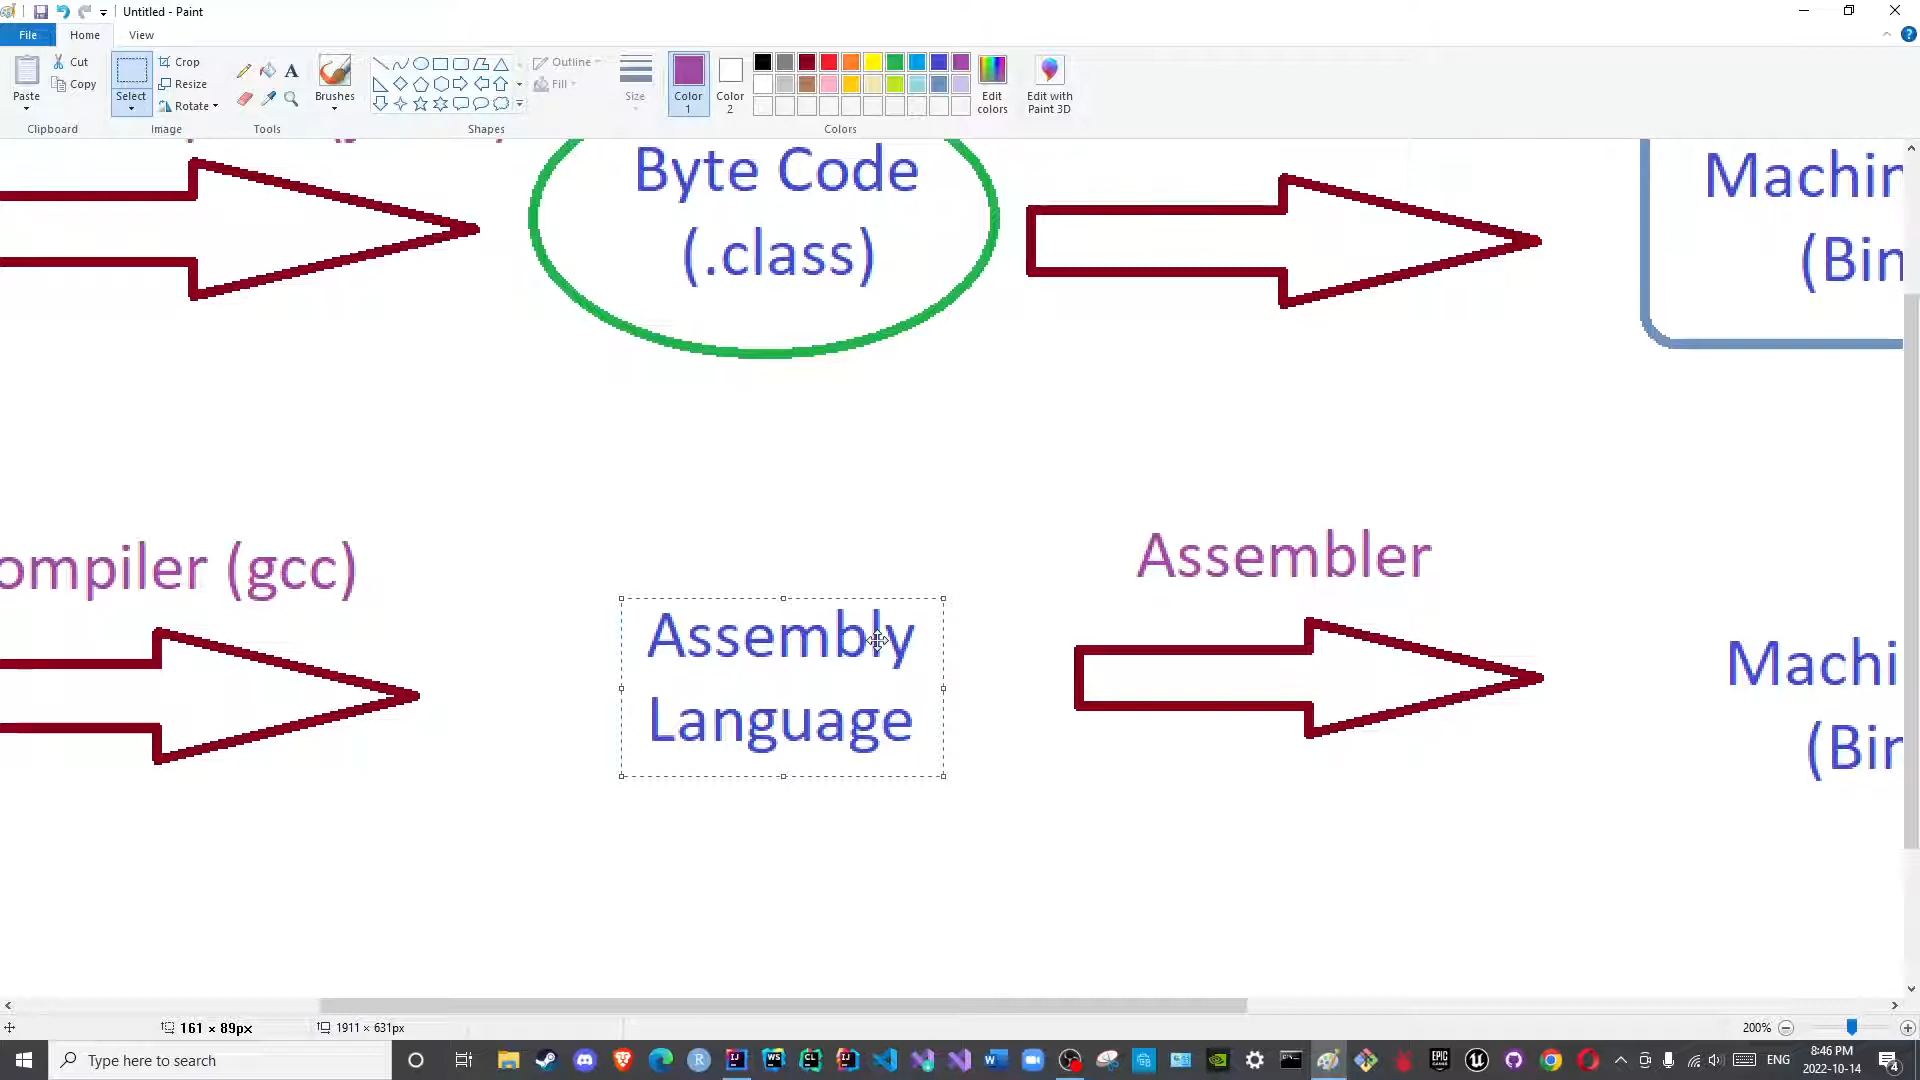 Untitled - Paint
File
Home
View
Paste
Cut
Copy
Clipboard
Select
Crop
Resize
Rotate
Image
A
Tools
Brushes
Shapes
Outline
Fill
Size
Color
1
Color
2
Colors
Edit
colors
Edit with
Paint 3D
Byte Code
(.class)
Machin
(Bin
ompiler (gcc)
Assembly
Language
Assembler
Machi
(Bin
161 × 89px
1911 × 631px
200%
Type here to search
ENG
8:46 PM
2022-10-14
4